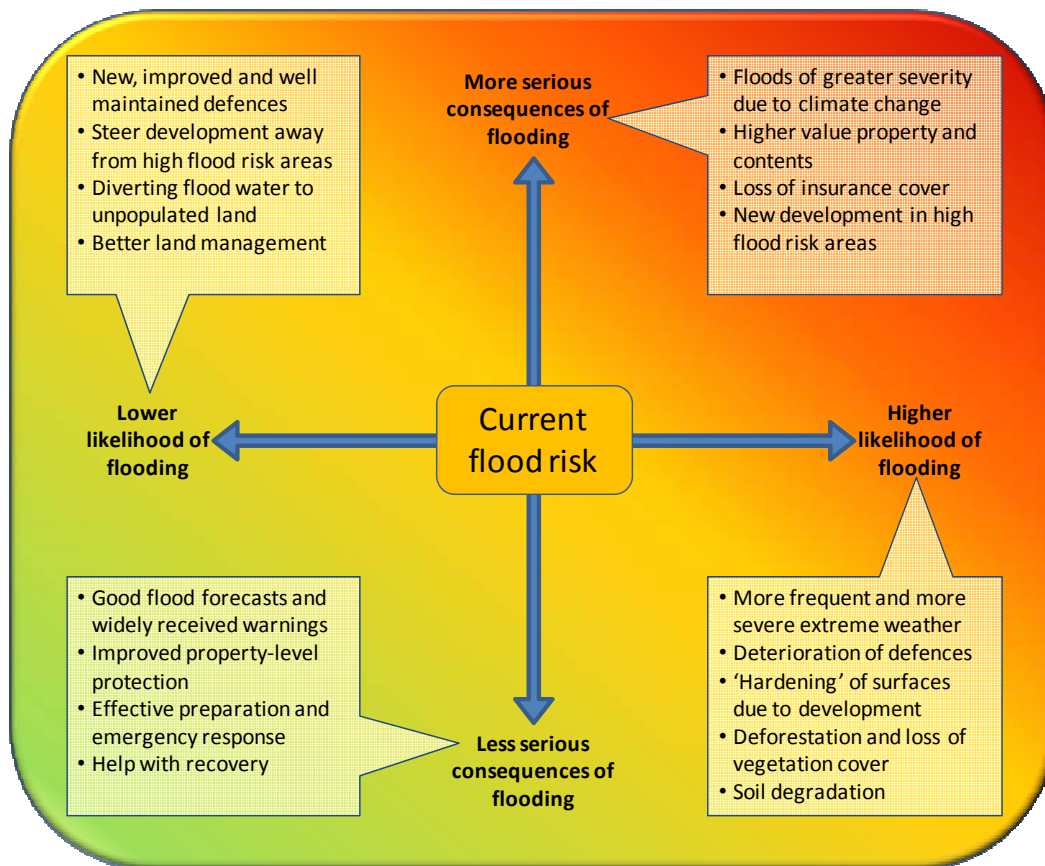 • New, improved and well
maintained defences
• Steer development away
from high flood risk areas
• Diverting flood water to
unpopulated land
• Better land management
More serious
consequences of
flooding
• Floods of greater severity
due to climate change
• Higher value property and
contents
• Loss of insurance cover
• New development in high
flood risk areas
Lower
likelihood of
flooding
Current
flood risk
Higher
likelihood of
flooding
• Good flood forecasts and
widely received warnings
• Improved property-level
protection
• Effective preparation and
emergency response
• Help with recovery
Less serious
consequences of
flooding
• More frequent and more
severe extreme weather
• Deterioration of defences
• ‘Hardening’ of surfaces
due to development
• Deforestation and loss of
vegetation cover
• Soil degradation